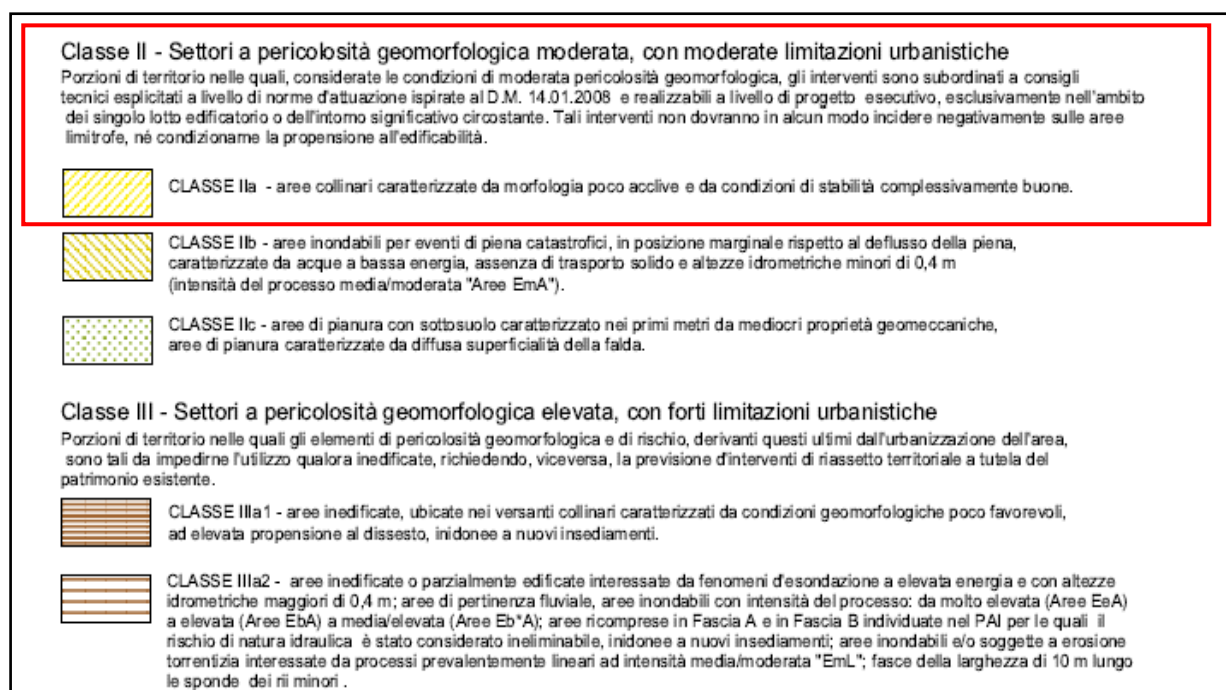 Classe II - Settori a pericolosità geomorfologica moderata, con moderate limitazioni urbanistiche
Porzioni di territorio nelle quali, considerate le condizioni di moderata pericolosità geomorfologica, gli interventi sono subordinati a consigli
tecnici esplicitati a livello di norme d'attuazione ispirate al D.M. 14.01.2008 e realizzabili a livello di progetto esecutivo, esclusivamente nell'ambito
dei singolo lotto edificatorio o dell'intorno significativo circostante. Tali interventi non dovranno in alcun modo incidere negativamente sulle aree
limitrofe, né condizionarne la propensione all'edificabilità.
CLASSE IIa - aree collinari caratterizzate da morfologia poco acclive e da condizioni di stabilità complessivamente buone.
CLASSE IIb - aree inondabili per eventi di piena catastrofici, in posizione marginale rispetto al deflusso della piena,
caratterizzate da acque a bassa energia, assenza di trasporto solido e altezze idrometriche minori di 0,4 m
(intensità del processo media/moderata "Aree EmA").
CLASSE IIc - aree di pianura con sottosuolo caratterizzato nei primi metri da mediocri proprietà geomeccaniche,
aree di pianura caratterizzate da diffusa superficialità della falda.
Classe III - Settori a pericolosità geomorfologica elevata, con forti limitazioni urbanistiche
Porzioni di territorio nelle quali gli elementi di pericolosità geomorfologica e di rischio, derivanti questi ultimi dall'urbanizzazione dell'area,
sono tali da impedirne l'utilizzo qualora inedificate, richiedendo, viceversa, la previsione d'interventi di riassetto territoriale a tutela del
patrimonio esistente.
CLASSE IIIa1 - aree inedificate, ubicate nei versanti collinari caratterizzati da condizioni geomorfologiche poco favorevoli,
ad elevata propensione al dissesto, inidonee a nuovi insediamenti.
CLASSE IIIa2 - aree inedificate o parzialmente edificate interessate da fenomeni d'esondazione a elevata energia e con altezze
idrometriche maggiori di 0,4 m; aree di pertinenza fluviale, aree inondabili con intensità del processo: da molto elevata (Aree EeA)
a elevata (Aree EbA) a media/elevata (Aree Eb*A); aree ricomprese in Fascia A e in Fascia B individuate nel PAI per le quali il
rischio di natura idraulica è stato considerato ineliminabile, inidonee a nuovi insediamenti; aree inondabili e/o soggette a erosione
torrentizia interessate da processi prevalentemente lineari ad intensità media/moderata "EmL"; fasce della larghezza di 10 m lungo
le sponde dei rii minori .